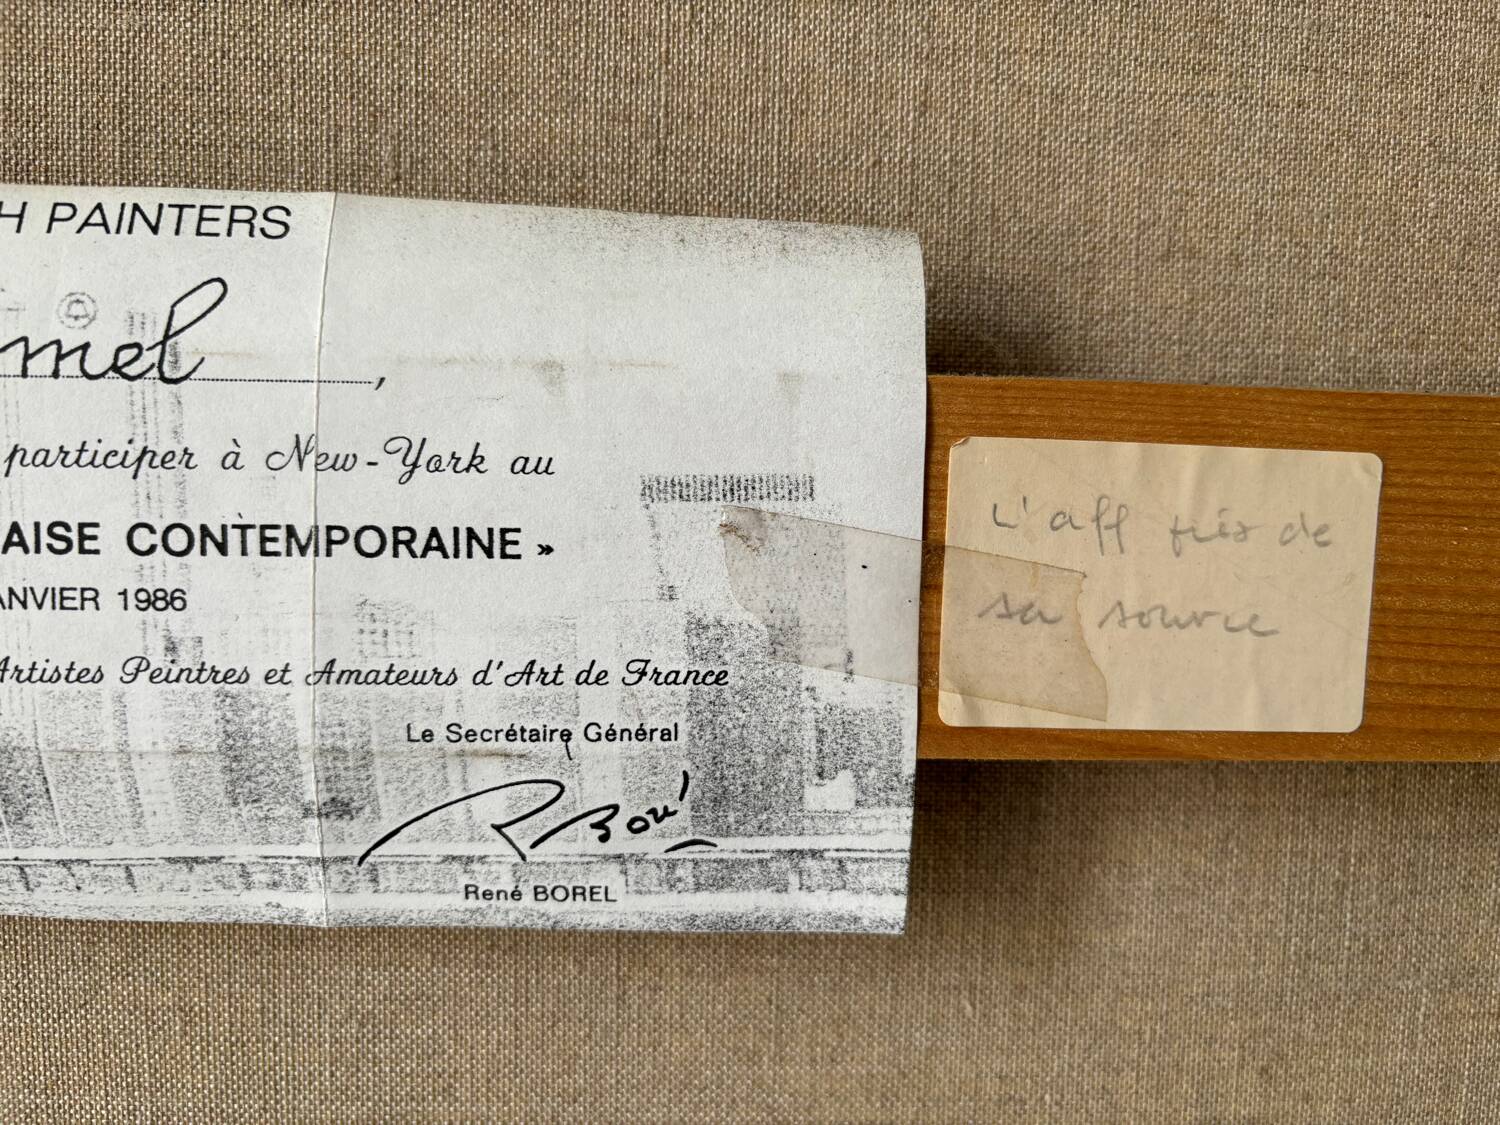 H PAINTERS
mel,
participer à New-York au
AISE CONTEMPORAINE »
ANVIER 1986
Artistes Peintres et Amateurs d'Art de France
Le Secrétaire Général
René BOREL
L'aff de
sa source